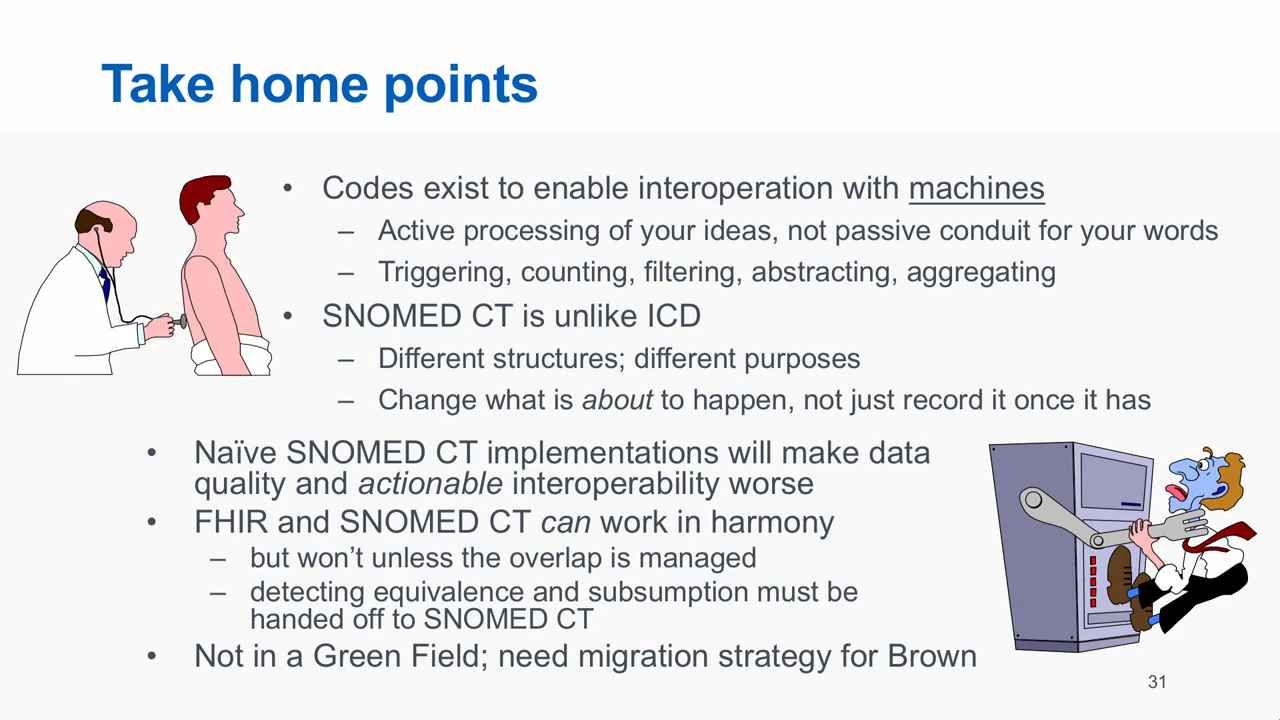 Take home points
• Codes exist to enable interoperation with machines
– Active processing of your ideas, not passive conduit for your words
– Triggering, counting, filtering, abstracting, aggregating
• SNOMED CT is unlike ICD
– Different structures; different purposes
– Change what is about to happen, not just record it once it has
• Naïve SNOMED CT implementations will make data
quality and actionable interoperability worse
• FHIR and SNOMED CT can work in harmony
– but won’t unless the overlap is managed
– detecting equivalence and subsumption must be
handed off to SNOMED CT
• Not in a Green Field; need migration strategy for Brown
31